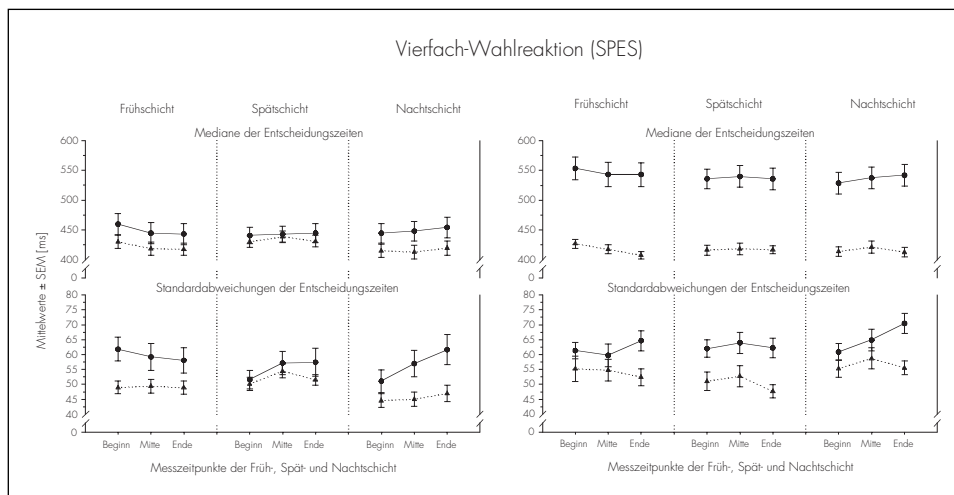 Vierfach-Wahlreaktion (SPES)
Frühschicht Spätschicht Nachtschicht
Mediane der Entscheidungszeiten
600
550
500
450
400
0
Standardabweichungen der Entscheidungszeiten
80
75
70
65
60
55
50
45
40
0
Mittelwerte ± SEM [ms]
Beginn Mitte Ende Beginn Mitte Ende Beginn Mitte Ende
Messzeitpunkte der Früh-, Spät- und Nachtschicht
Frühschicht Spätschicht Nachtschicht
Mediane der Entscheidungszeiten
600
550
500
450
400
0
Standardabweichungen der Entscheidungszeiten
80
75
70
65
60
55
50
45
40
0
Beginn Mitte Ende Beginn Mitte Ende Beginn Mitte Ende
Messzeitpunkte der Früh-, Spät- und Nachtschicht